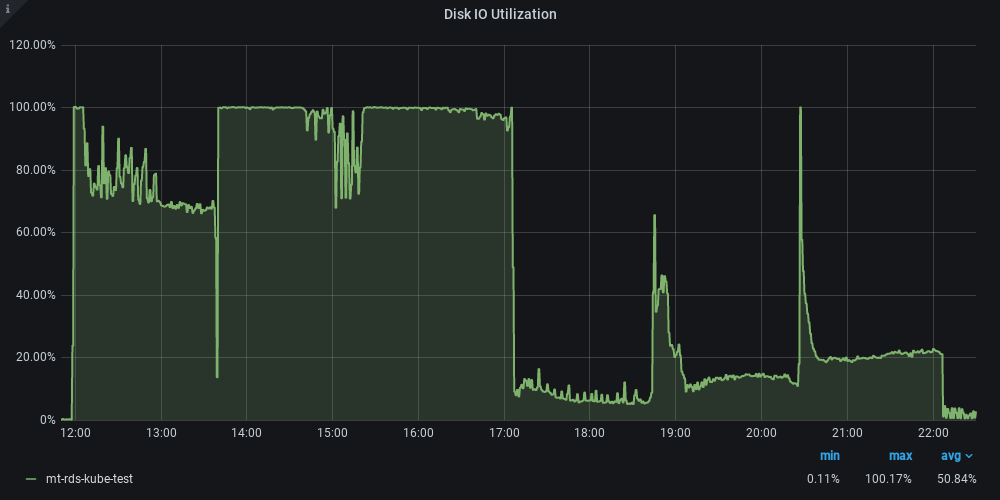 i
Disk IO Utilization
120.00%
100.00%
80.00%
60.00%
40.00%
20.00%
0%
12:00 13:00 14:00 15:00 16:00 17:00 18:00 19:00 20:00 21:00 22:00
min max avg
mt-rds-kube-test 0.11% 100.17% 50.84%